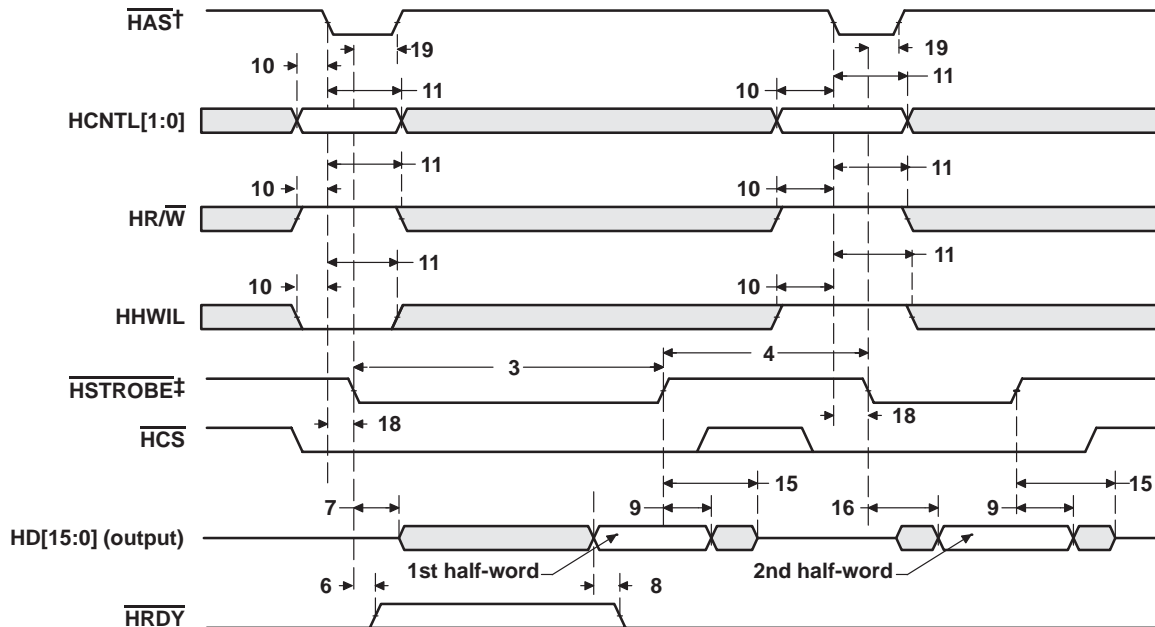 HAS†
19 19
10 11 10 11
HCNTL[1:0]
11 11
10 10
HR/W
11 11
10 10
HHWIL
3 4
HSTROBE‡
18 18
HCS
15 15
7 9 16 9
HD[15:0] (output)
1st half-word 2nd half-word
6 8
HRDY